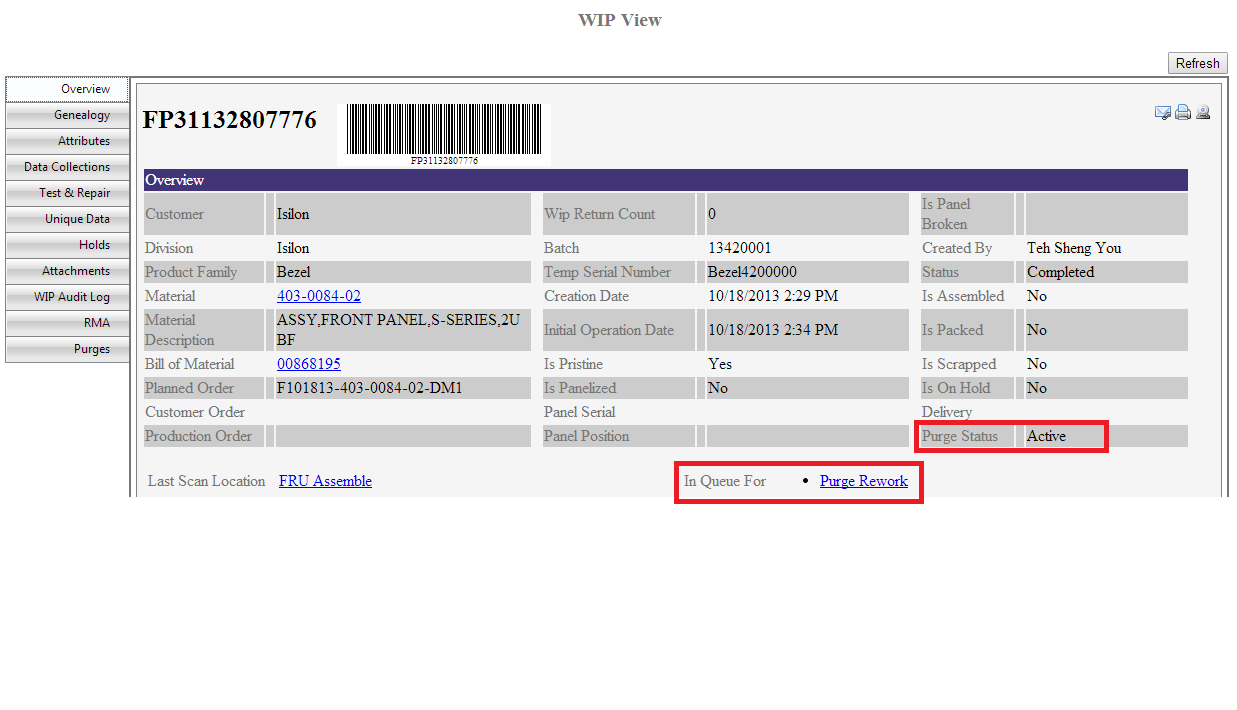 WIP View
Refresh
Overview
Genealogy
Attributes
Data Collections
Test & Repair
Unique Data
Holds
Attachments
WIP Audit Log
RMA
Purges
FP31132807776
FP31132807776
Overview
Customer Isilon Wip Return Count 0 Is Panel
Broken
Division Isilon Batch 13420001 Created By Teh Sheng You
Product Family Bezel Temp Serial Number Bezel4200000 Status Completed
Material 403-0084-02 Creation Date 10/18/2013 2:29 PM Is Assembled No
Material
Description
ASSY,FRONT PANEL,S-SERIES,2U
BF
Initial Operation Date 10/18/2013 2:34 PM Is Packed No
Bill of Material 00868195 Is Pristine Yes Is Scrapped No
Planned Order F101813-403-0084-02-DM1 Is Panelized No Is On Hold No
Customer Order Panel Serial Delivery
Production Order Panel Position Purge Status Active
Last Scan Location FRU Assemble In Queue For • Purge Rework